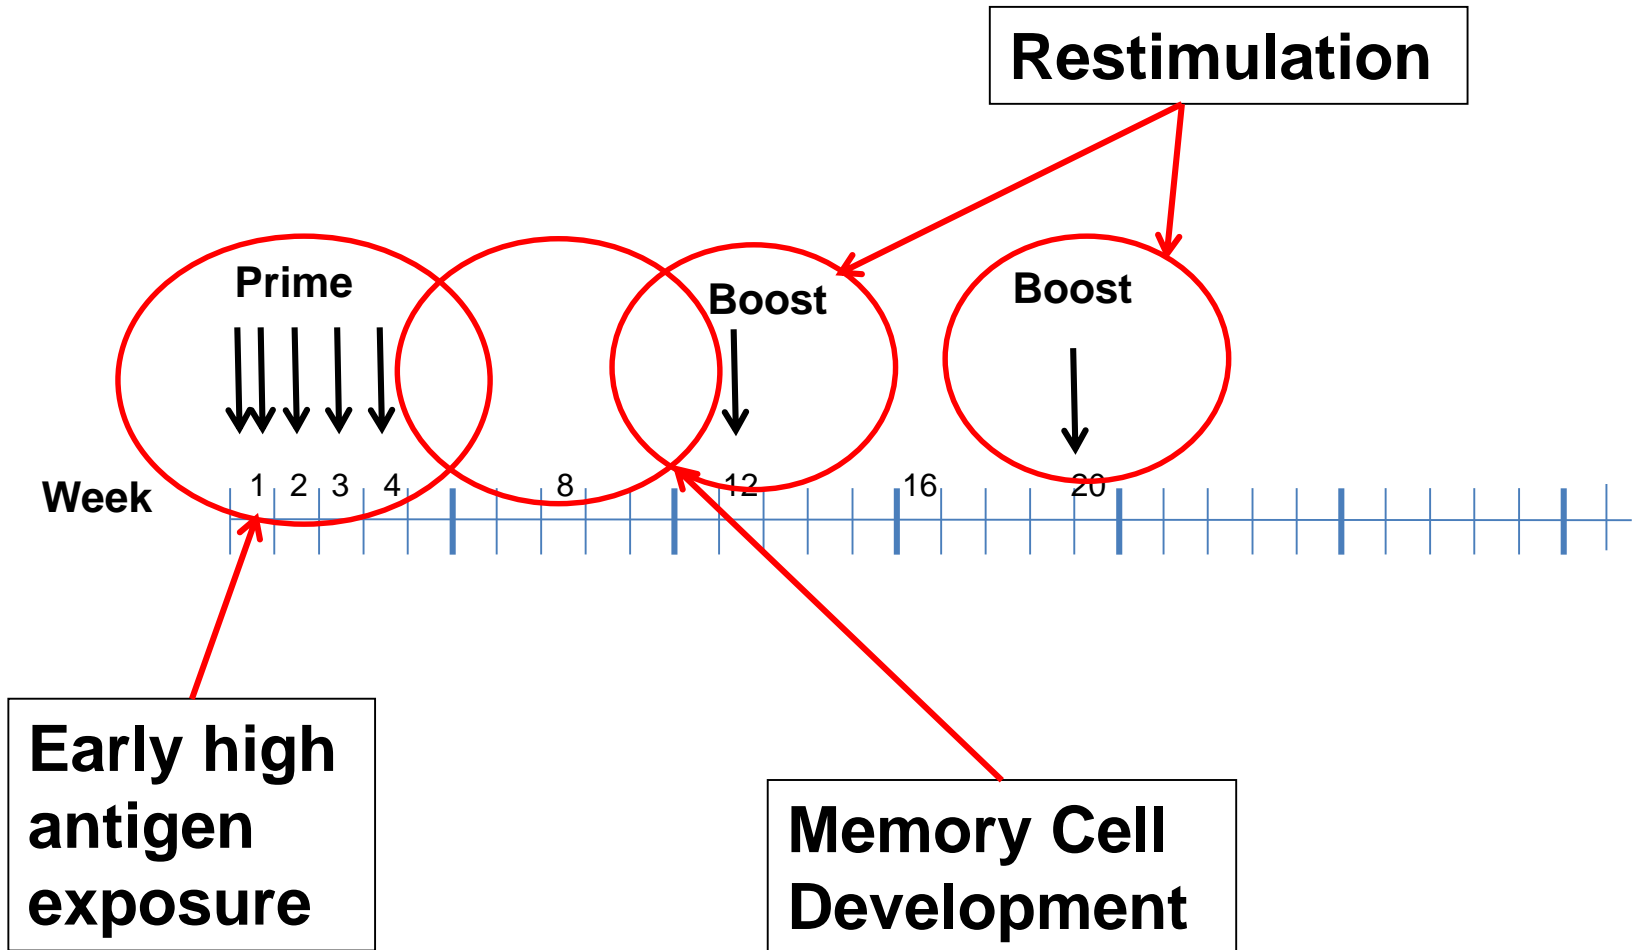 Restimulation
Prime
Boost
Boost
Week
1 2 3 4 8 12 16 20
Early high
antigen
exposure
Memory Cell
Development